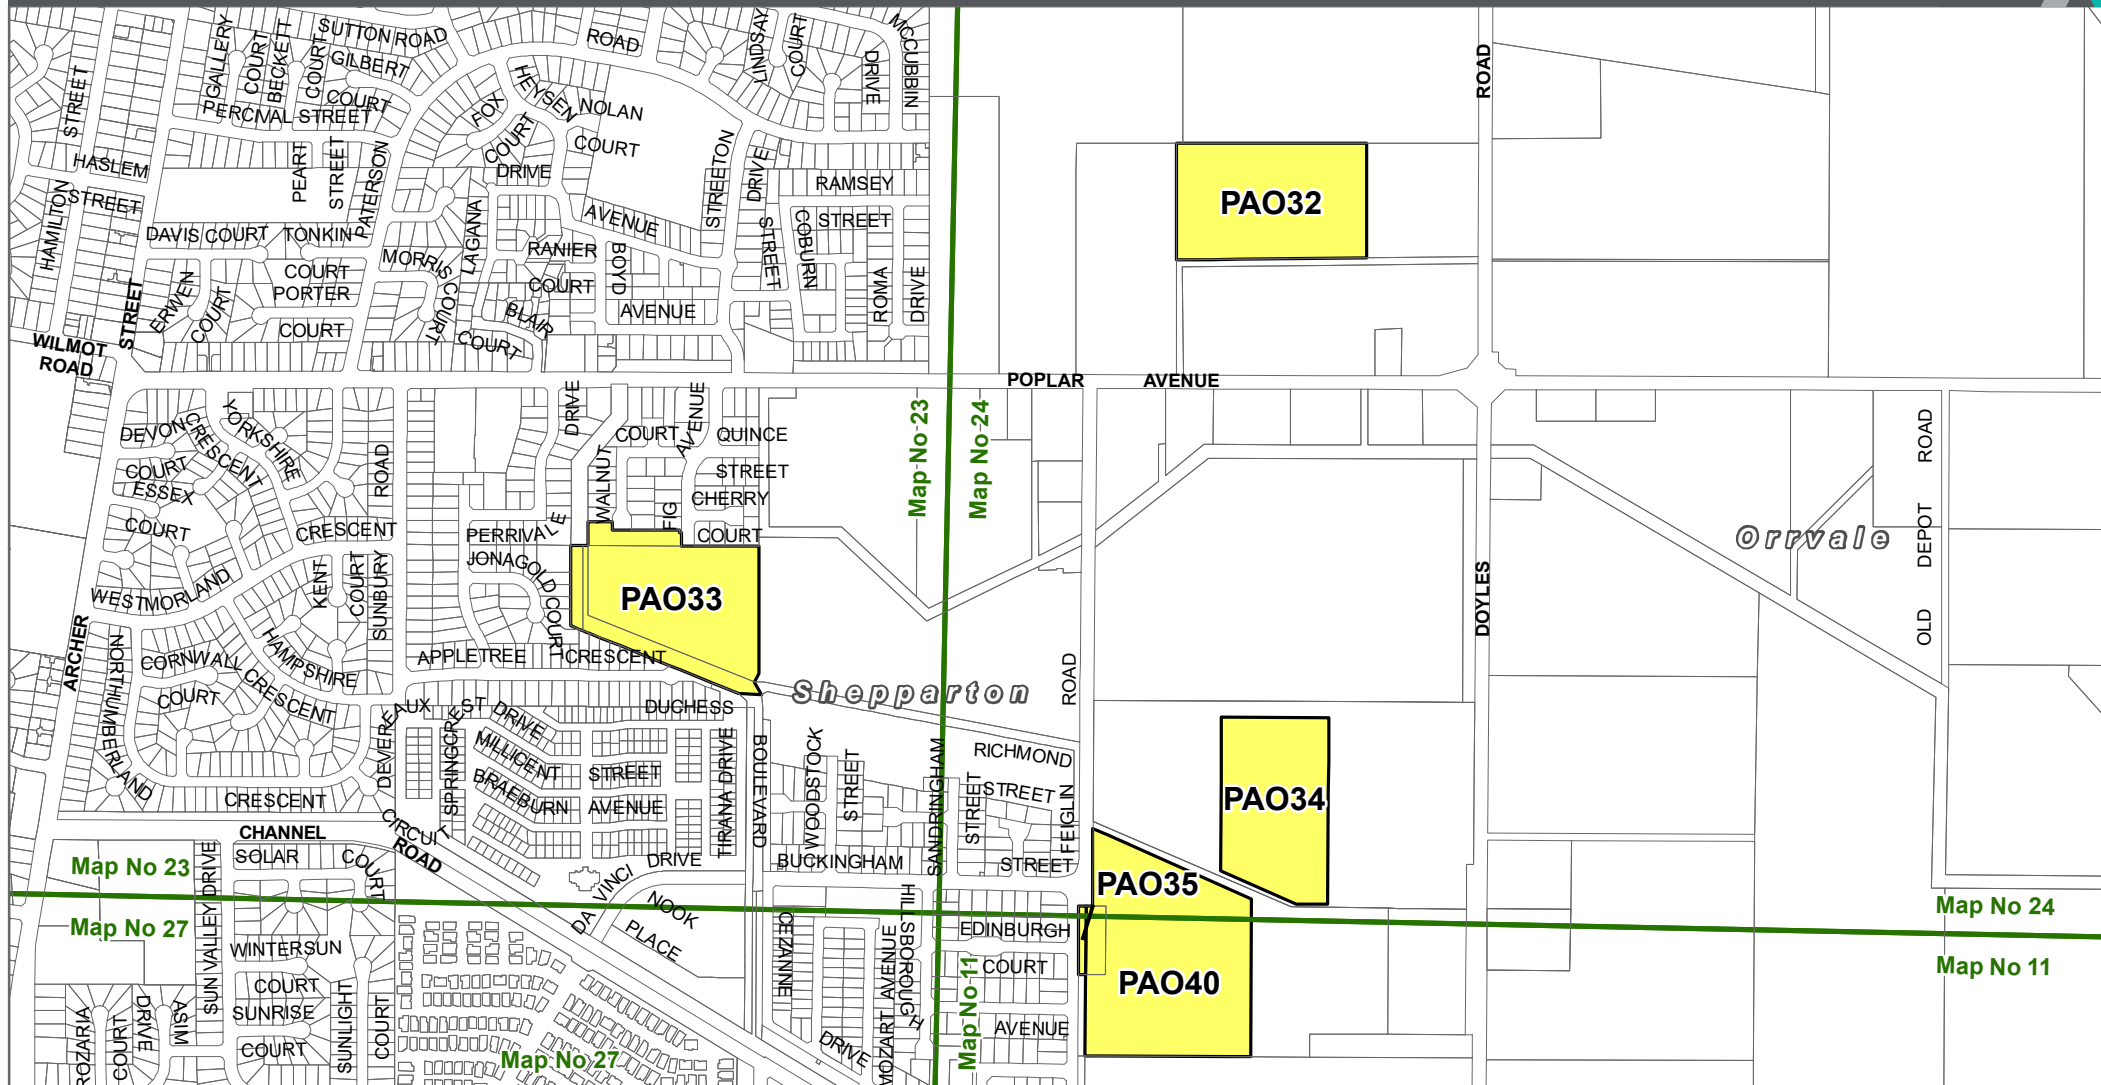 SUTTON ROAD
GALLERY
COURT
BECKETT
COURT
GILBERT
COURT
PERCIVAL STREET
STREET
HASLEM
STREET
HAMILTON
PEART
STREET
PATERSON
DAVIS COURT
TONKIN
COURT
PORTER
COURT
ERWEN
COURT
STREET
WILMOT
ROAD
ROAD
HEYSEN
FOX
COURT
DRIVE
NOLAN
COURT
LINDSAY
COURT
DRIVE
MCCUBBIN
STREETON
DRIVE
STREET
RAMSEY
STREET
COBURN
ROMA
DRIVE
AVENUE
LAGANA
MORRIS
COURT
COURT
RANIER
COURT
BOYD
AVENUE
BLAIR
COURT
ROAD
PAO32
POPLAR AVENUE
DEVON
COURT
CRESCENT
YORKSHIRE
ESSEX
COURT
CRESCENT
ROAD
SUNBURY
KENT
COURT
WESTMORLAND
DRIVE
WALNUT
COURT
AVENUE
FIG
QUINCE
STREET
CHERRY
COURT
PERRIVALE
JONAGOLD
COURT
PAO33
Map No 23
Map No 24
ROAD
DEPOT
OLD
Orrvale
DOYLES
ARCHER
NORTHUMBERLAND
CORNWALL
COURT
CRESCENT
HAMPSHIRE
CRESCENT
APPLETREE CRESCENT
DEVEREAUX
SPRINGCREST
DRIVE
DUCHESS
BOULEVARD
MILLICENT STREET
BRAEBURN AVENUE
TIRANA DRIVE
Shepparton
ROAD
FEIGLIN
RICHMOND
STREET
WOODSTOCK
STREET
SANDRINGHAM
STREET
BUCKINGHAM
STREET
PAO34
PAO35
PAO40
CHANNEL
ROAD
CIRCUIT
SOLAR
COURT
DRIVE
DA VINCI
NOOK
PLACE
Map No 23
Map No 27
SUN VALLEY DRIVE
WINTERSUN
COURT
SUNRISE
COURT
SUNLIGHT
COURT
ROZARIA
COURT
DRIVE
ASIM
Map No 27
CEZANNE
DRIVE
MOZART AVENUE
HILLSBOROUGH
EDINBURGH
COURT
AVENUE
Map No 11
Map No 24
Map No 11